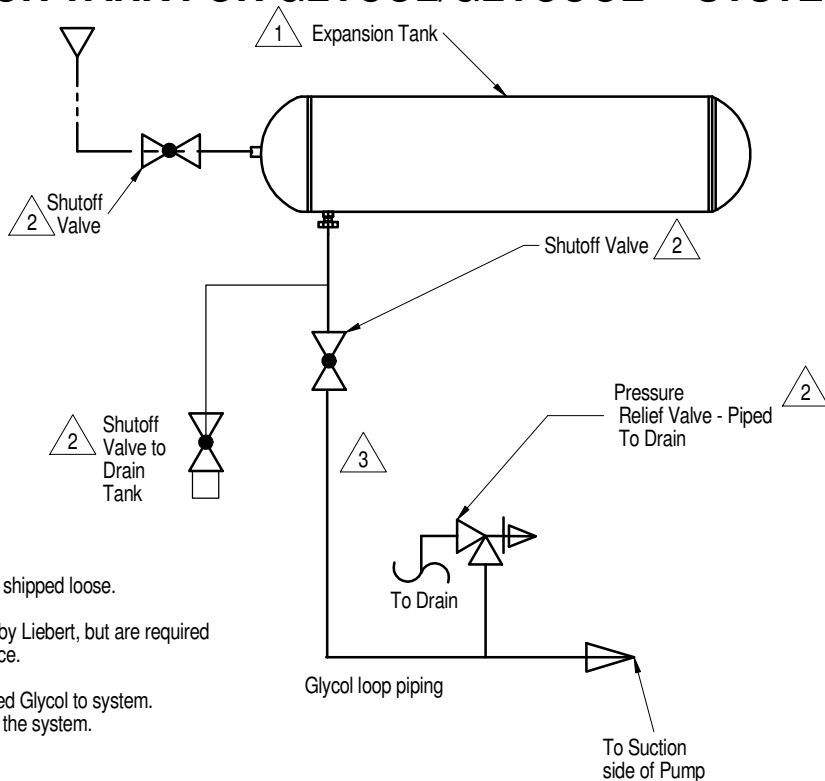 1 Expansion Tank
2 Shutoff
Valve
Shutoff Valve 2
2 Shutoff
Valve to
Drain
Tank
Pressure 2
Relief Valve - Piped
To Drain
3
To Drain
shipped loose.
by Liebert, but are required
Glycol to system.
the system.
Glycol loop piping
To Suction
side of Pump